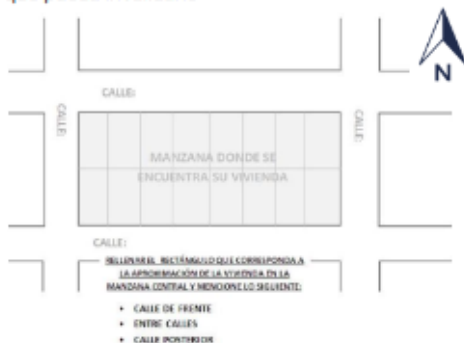 N
CALLE:
CALLE:
CALLE:
MANZANA DONDE SE
ENCUENTRA SU VIVIENDA
CALLE:
RELLENAR EL RECTÁNGULO QUE CORRESPONDA A
LA APROXIMACIÓN DE LA VIVIENDA EN LA
MANZANA CENTRAL Y MENCIONE LO SIGUIENTE:
• CALLE DE FRENTE
• ENTRE CALLES
• CALLE POSTERIOR